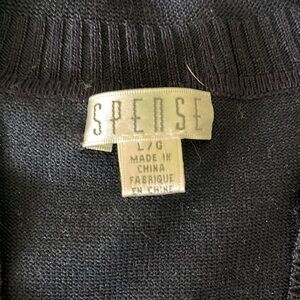 SPENSE
L/G
MADE IN
CHINA
FABRIQUE
EN CHINE